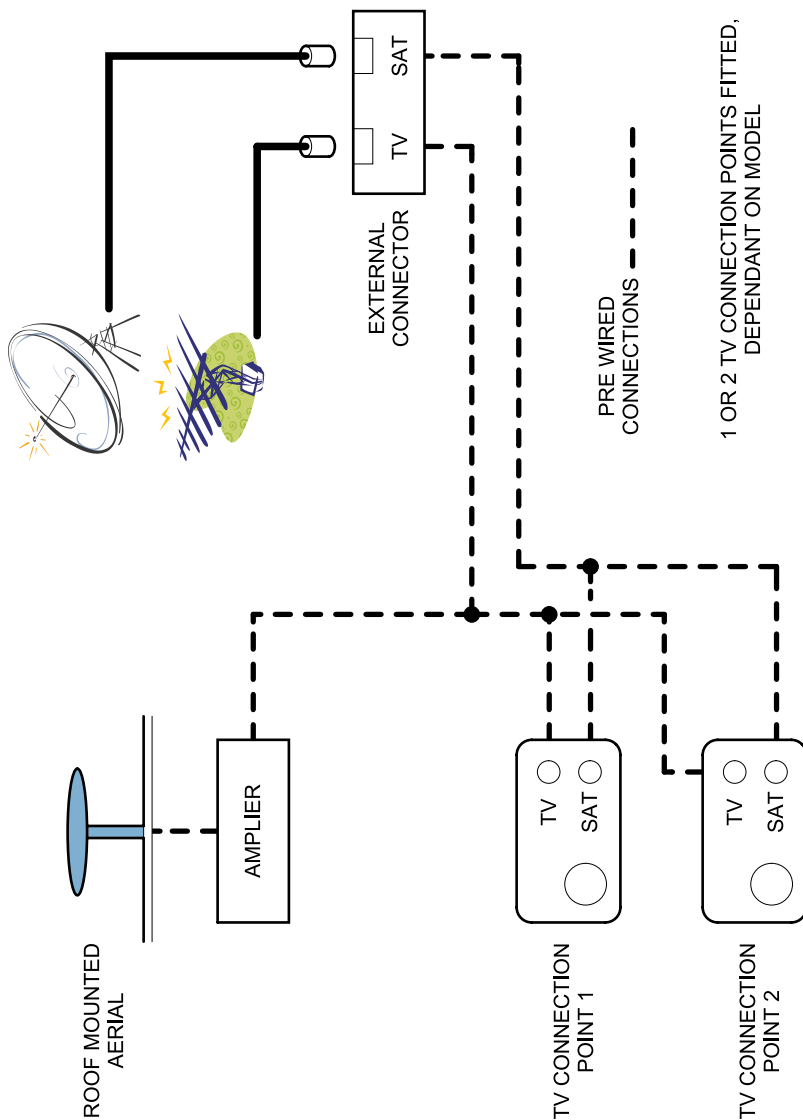 ROOF MOUNTED
AERIAL
AMPLIER
TV CONNECTION
POINT 1
TV
SAT
TV CONNECTION
POINT 2
TV
SAT
EXTERNAL
CONNECTOR
TV
SAT
PRE WIRED
CONNECTIONS
1 OR 2 TV CONNECTION POINTS FITTED,
DEPENDANT ON MODEL